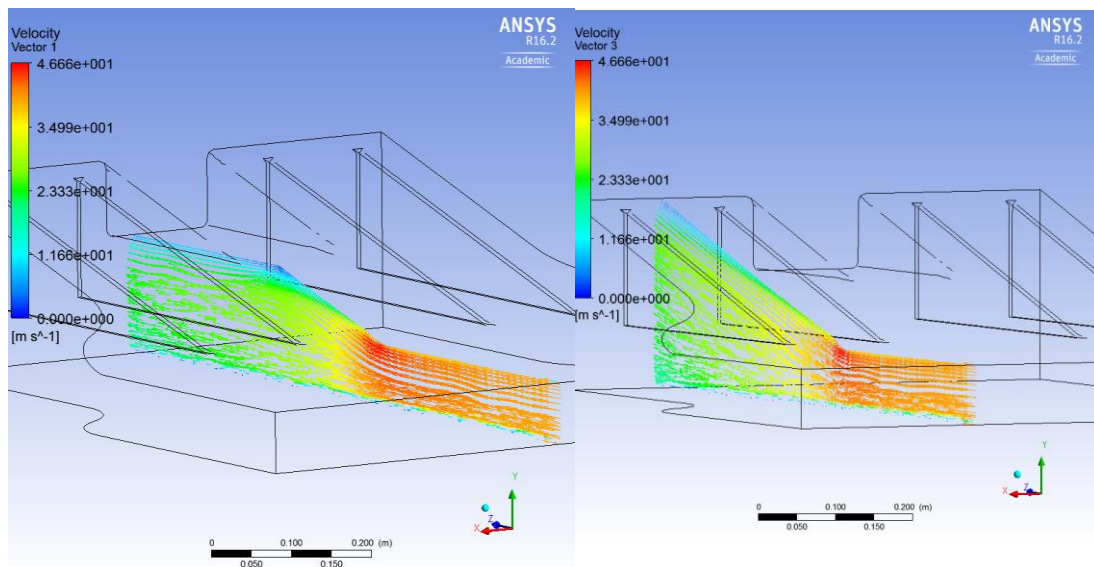 Velocity
Vector 1
4.666e+001
3.499e+001
2.333e+001
1.166e+001
0.000e+000
[m s^-1]
ANSYS
R16.2
Academic
Y
X
Z
0 0.100 0.200 (m)
0.050 0.150
Velocity
Vector 3
4.666e+001
3.499e+001
2.333e+001
1.166e+001
0.000e+000
[m s^-1]
ANSYS
R16.2
Academic
Y
X
Z
0 0.100 0.200 (m)
0.050 0.150